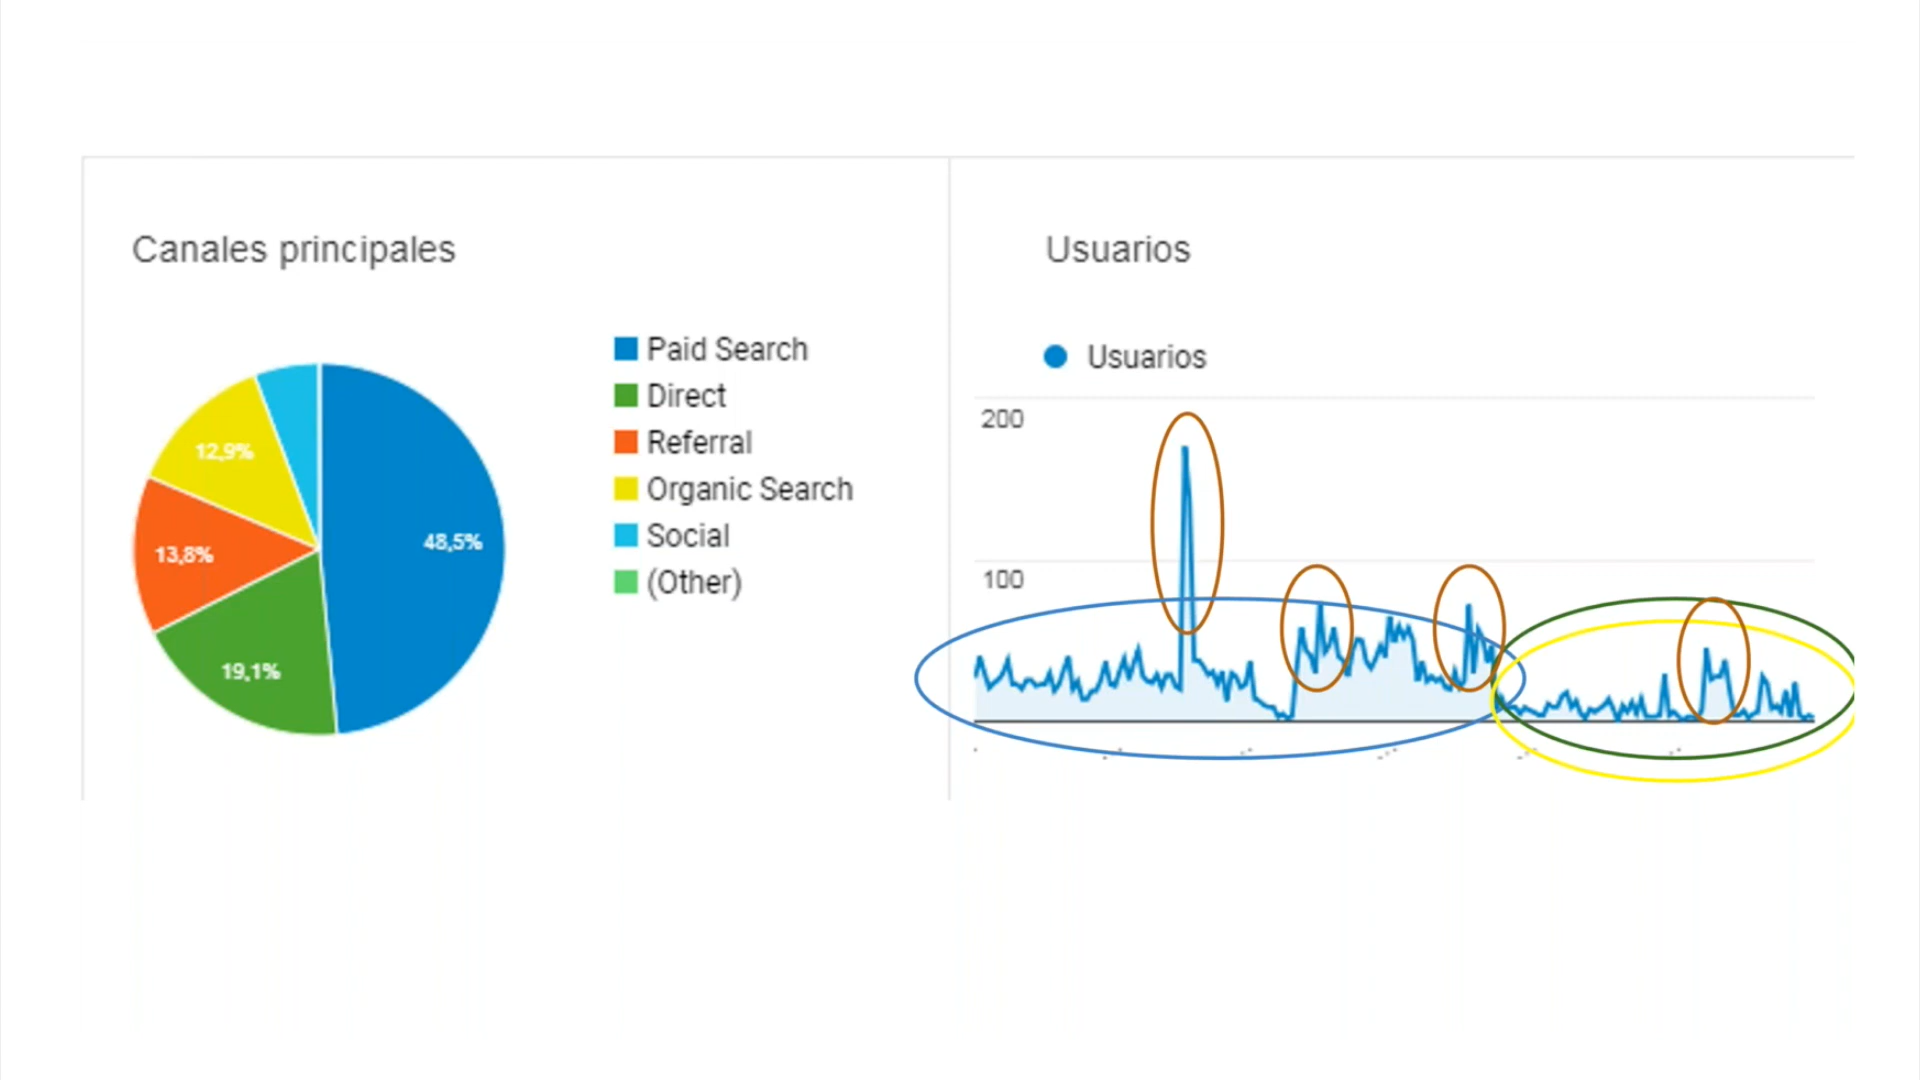 Canales principales
48,5%
19,1%
13,8%
12,9%
Paid Search
Direct
Referral
Organic Search
Social
(Other)
Usuarios
Usuarios
200
100